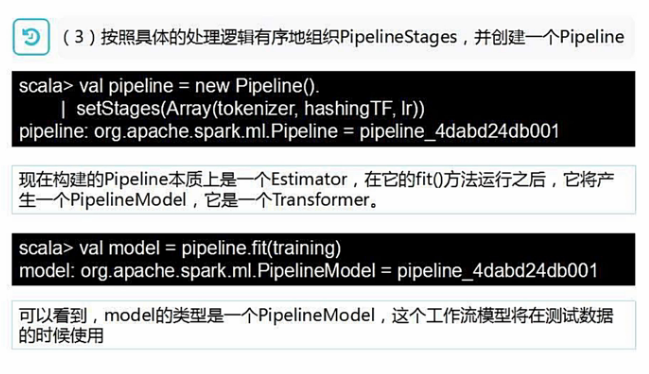 （3）按照具体的处理逻辑有序地组织PipelineStages，并创建一个Pipeline
scala> val pipeline = new Pipeline().
| setStages(Array(tokenizer, hashingTF, lr))
pipeline: org.apache.spark.ml.Pipeline = pipeline_4dabd24db001
现在构建的Pipeline本质上是一个Estimator，在它的fit()方法运行之后，它将产
生一个PipelineModel，它是一个Transformer。
scala> val model = pipeline.fit(training)
model: org.apache.spark.ml.PipelineModel = pipeline_4dabd24db001
可以看到，model的类型是一个PipelineModel，这个工作流模型将在测试数据
的时候使用